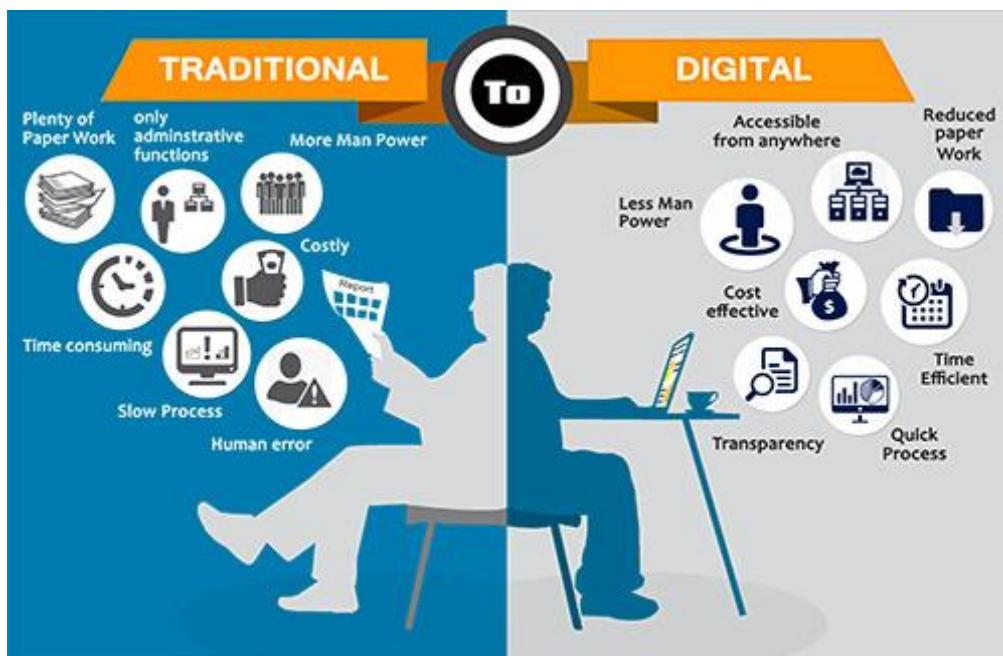 TRADITIONAL
To
DIGITAL
Plenty of
Paper Work
only
adminstrative
functions
More Man Power
Costly
Report
Time consuming
Slow Process
Human error
Accessible
from anywhere
Reduced
paper
Work
Less Man
Power
Cost
effective
$
Time
Efficient
Transparency
Quick
Process